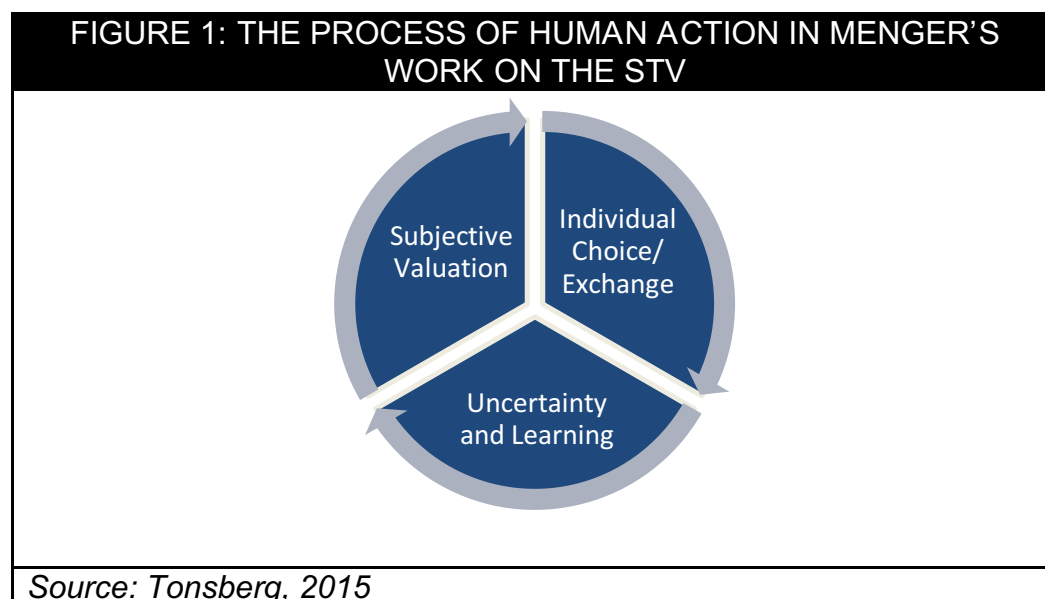 FIGURE 1: THE PROCESS OF HUMAN ACTION IN MENGER’S
WORK ON THE STV
Subjective
Valuation
Individual
Choice/
Exchange
Uncertainty
and Learning
Source: Tonsberg, 2015